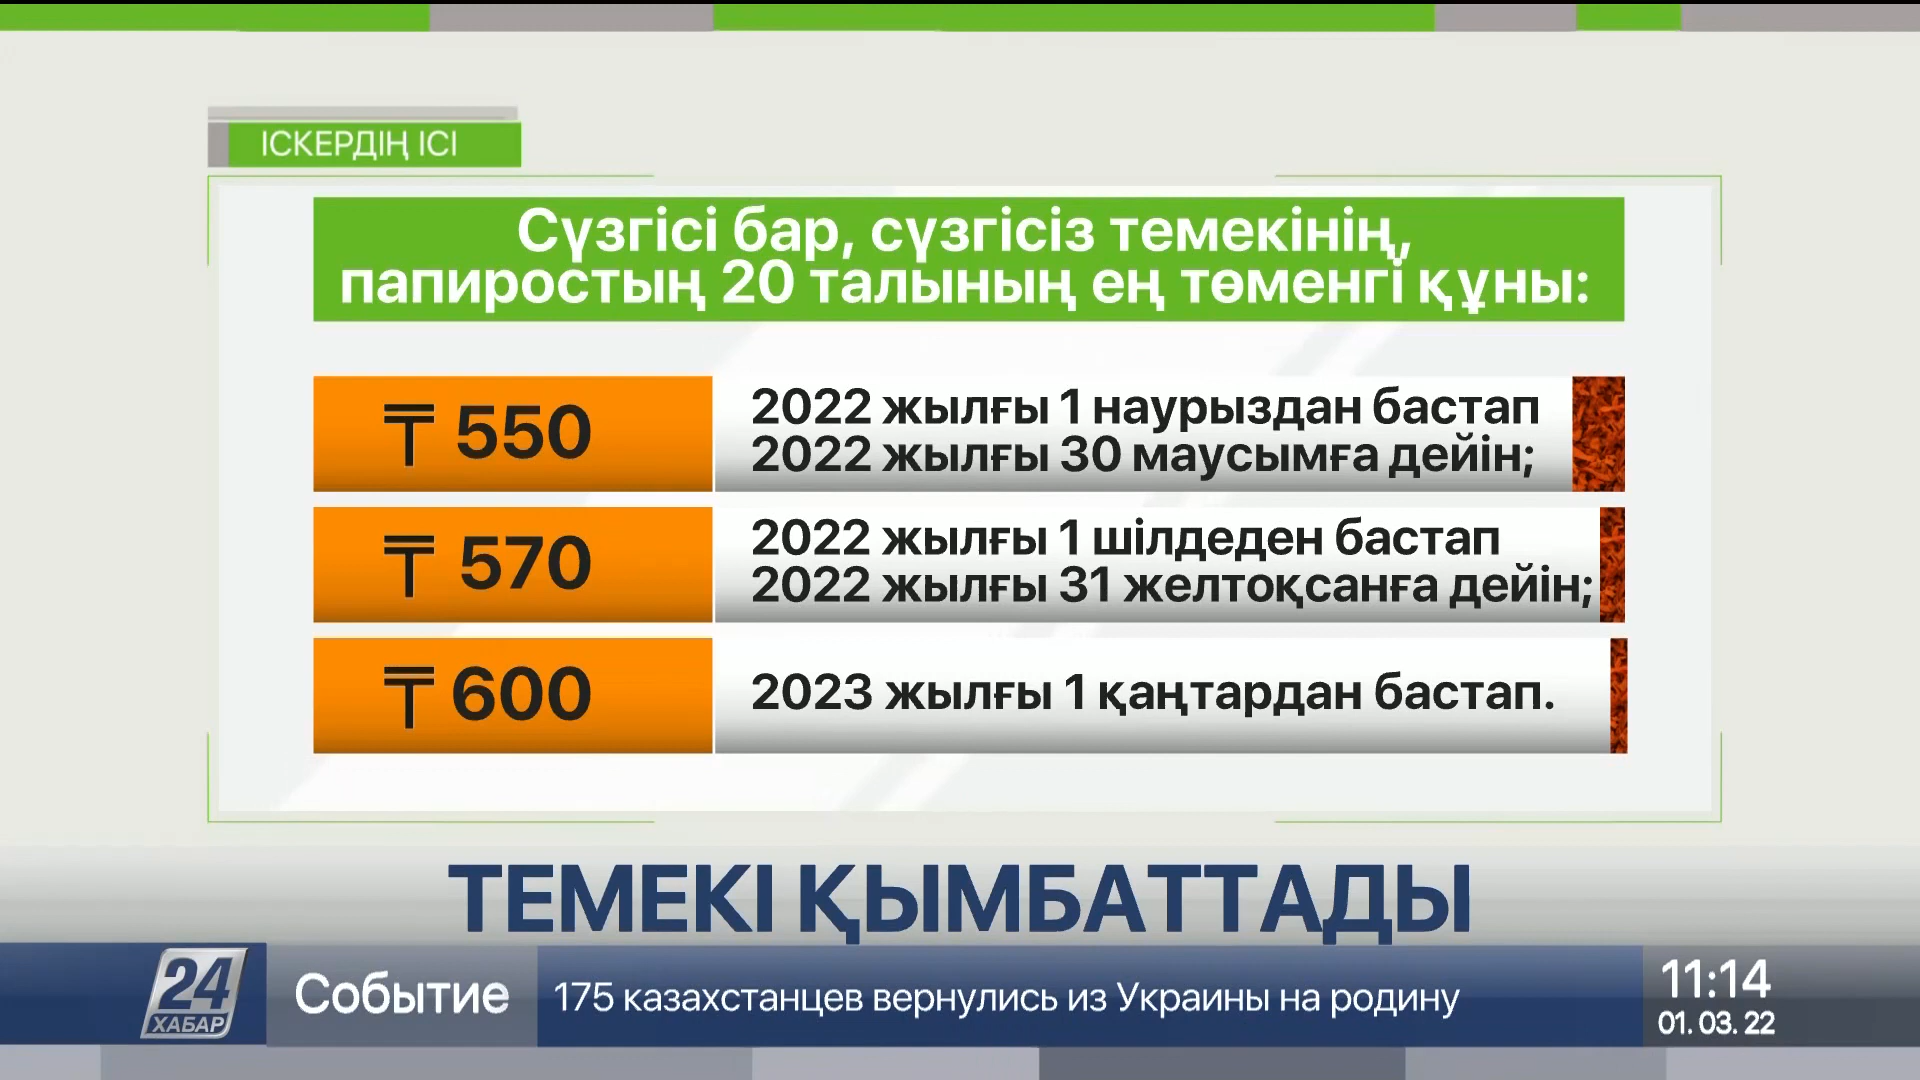 ІСКЕРДІҢ ІСІ
Сүзгісі бар, сүзгісіз темекінің,
папиростың 20 талының ең төменгі құны:
₸ 550
2022 жылғы 1 наурыздан бастап
2022 жылғы 30 маусымға дейін;
₸ 570
2022 жылғы 1 шілдеден бастап
2022 жылғы 31 желтоқсанға дейін;
₸ 600
2023 жылғы 1 қаңтардан бастап.
ТЕМЕКІ ҚЫМБАТТАДЫ
24
ХАБАР
Событие
175 казахстанцев вернулись из Украины на родину
11:14
01. 03. 22